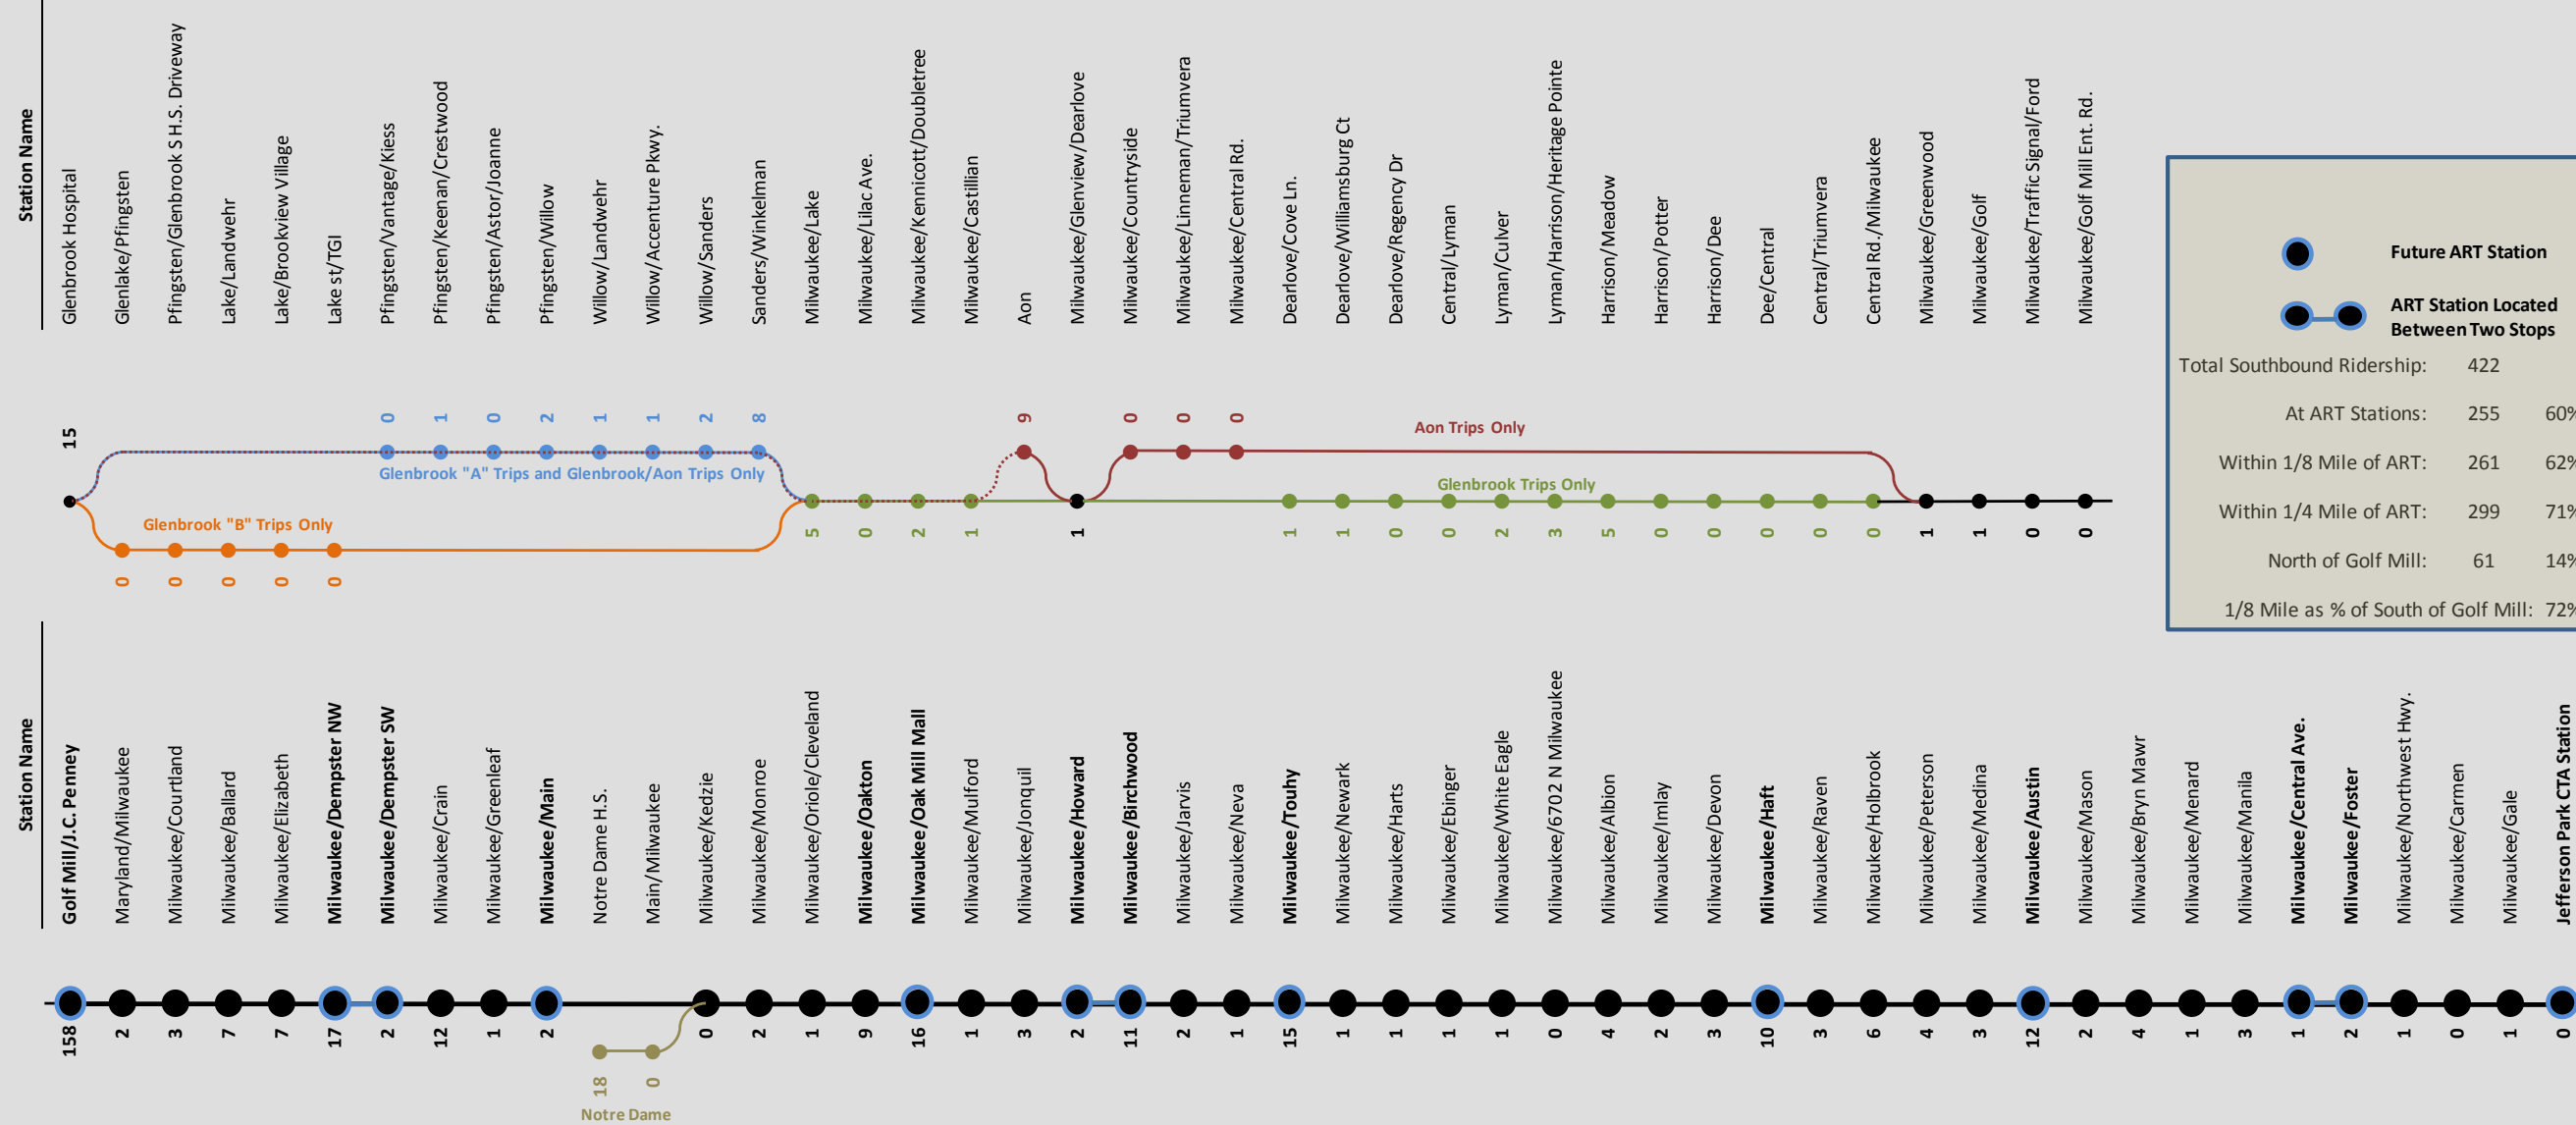 Station Name
Glenbrook Hospital
Glenlake/Pfingsten
Pfingsten/Glenbrook S H.S. Driveway
Lake/Landwehr
Lake/Brookview Village
Lake st/TGI
Pfingsten/Vantage/Kiess
Pfingsten/Keenan/Crestwood
Pfingsten/Astor/Joanne
Pfingsten/Willow
Willow/Landwehr
Willow/Accenture Pkwy.
Willow/Sanders
Sanders/Winkelman
Milwaukee/Lake
Milwaukee/Lilac Ave.
Milwaukee/Kennicott/Doubletree
Milwaukee/Castillian
Aon
Milwaukee/Glenview/Dearlove
Milwaukee/Countryside
Milwaukee/Linneman/Triumvera
Milwaukee/Central Rd.
Dearlove/Cove Ln.
Dearlove/Williamsburg Ct
Dearlove/Regency Dr
Central/Lyman
Lyman/Culver
Lyman/Harrison/Heritage Pointe
Harrison/Meadow
Harrison/Potter
Harrison/Dee
Dee/Central
Central/Triumvera
Central Rd./Milwaukee
Milwaukee/Greenwood
Milwaukee/Golf
Milwaukee/Traffic Signal/Ford
Milwaukee/Golf Mill Ent. Rd.
15
0
1
0
2
1
1
2
8
9
0
0
0
Aon Trips Only
Glenbrook "A" Trips and Glenbrook/Aon Trips Only
Glenbrook Trips Only
Glenbrook "B" Trips Only
5
0
2
1
1
1
1
0
0
2
3
5
0
0
0
0
0
1
1
0
0
0
0
0
0
0
Future ART Station
ART Station Located
Between Two Stops
Total Southbound Ridership: 422
At ART Stations: 255 60%
Within 1/8 Mile of ART: 261 62%
Within 1/4 Mile of ART: 299 71%
North of Golf Mill: 61 14%
1/8 Mile as % of South of Golf Mill: 72%
Station Name
Golf Mill/J.C. Penney
Maryland/Milwaukee
Milwaukee/Courtland
Milwaukee/Ballard
Milwaukee/Elizabeth
Milwaukee/Dempster NW
Milwaukee/Dempster SW
Milwaukee/Crain
Milwaukee/Greenleaf
Milwaukee/Main
Notre Dame H.S.
Main/Milwaukee
Milwaukee/Kedzie
Milwaukee/Monroe
Milwaukee/Oriole/Cleveland
Milwaukee/Oakton
Milwaukee/Oak Mill Mall
Milwaukee/Mulford
Milwaukee/Jonquil
Milwaukee/Howard
Milwaukee/Birchwood
Milwaukee/Jarvis
Milwaukee/Neva
Milwaukee/Touhy
Milwaukee/Newark
Milwaukee/Harts
Milwaukee/Ebinger
Milwaukee/White Eagle
Milwaukee/6702 N Milwaukee
Milwaukee/Albion
Milwaukee/Imlay
Milwaukee/Devon
Milwaukee/Haft
Milwaukee/Raven
Milwaukee/Holbrook
Milwaukee/Peterson
Milwaukee/Medina
Milwaukee/Austin
Milwaukee/Mason
Milwaukee/Bryn Mawr
Milwaukee/Menard
Milwaukee/Manila
Milwaukee/Central Ave.
Milwaukee/Foster
Milwaukee/Northwest Hwy.
Milwaukee/Carmen
Milwaukee/Gale
Jefferson Park CTA Station
158
2
3
7
7
17
2
12
1
2
0
2
1
9
16
1
3
2
11
2
1
15
1
1
1
1
0
4
2
3
10
3
6
4
3
12
2
4
1
3
1
2
1
0
1
0
18
0
Notre Dame